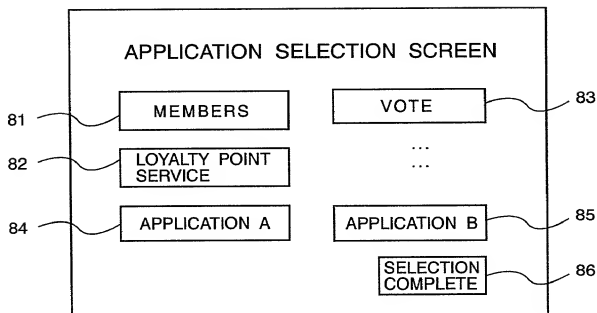 APPLICATION SELECTION SCREEN
81 MEMBERS VOTE 83
82 LOYALTY POINT SERVICE ...
...
84 APPLICATION A APPLICATION B 85
SELECTION COMPLETE 86